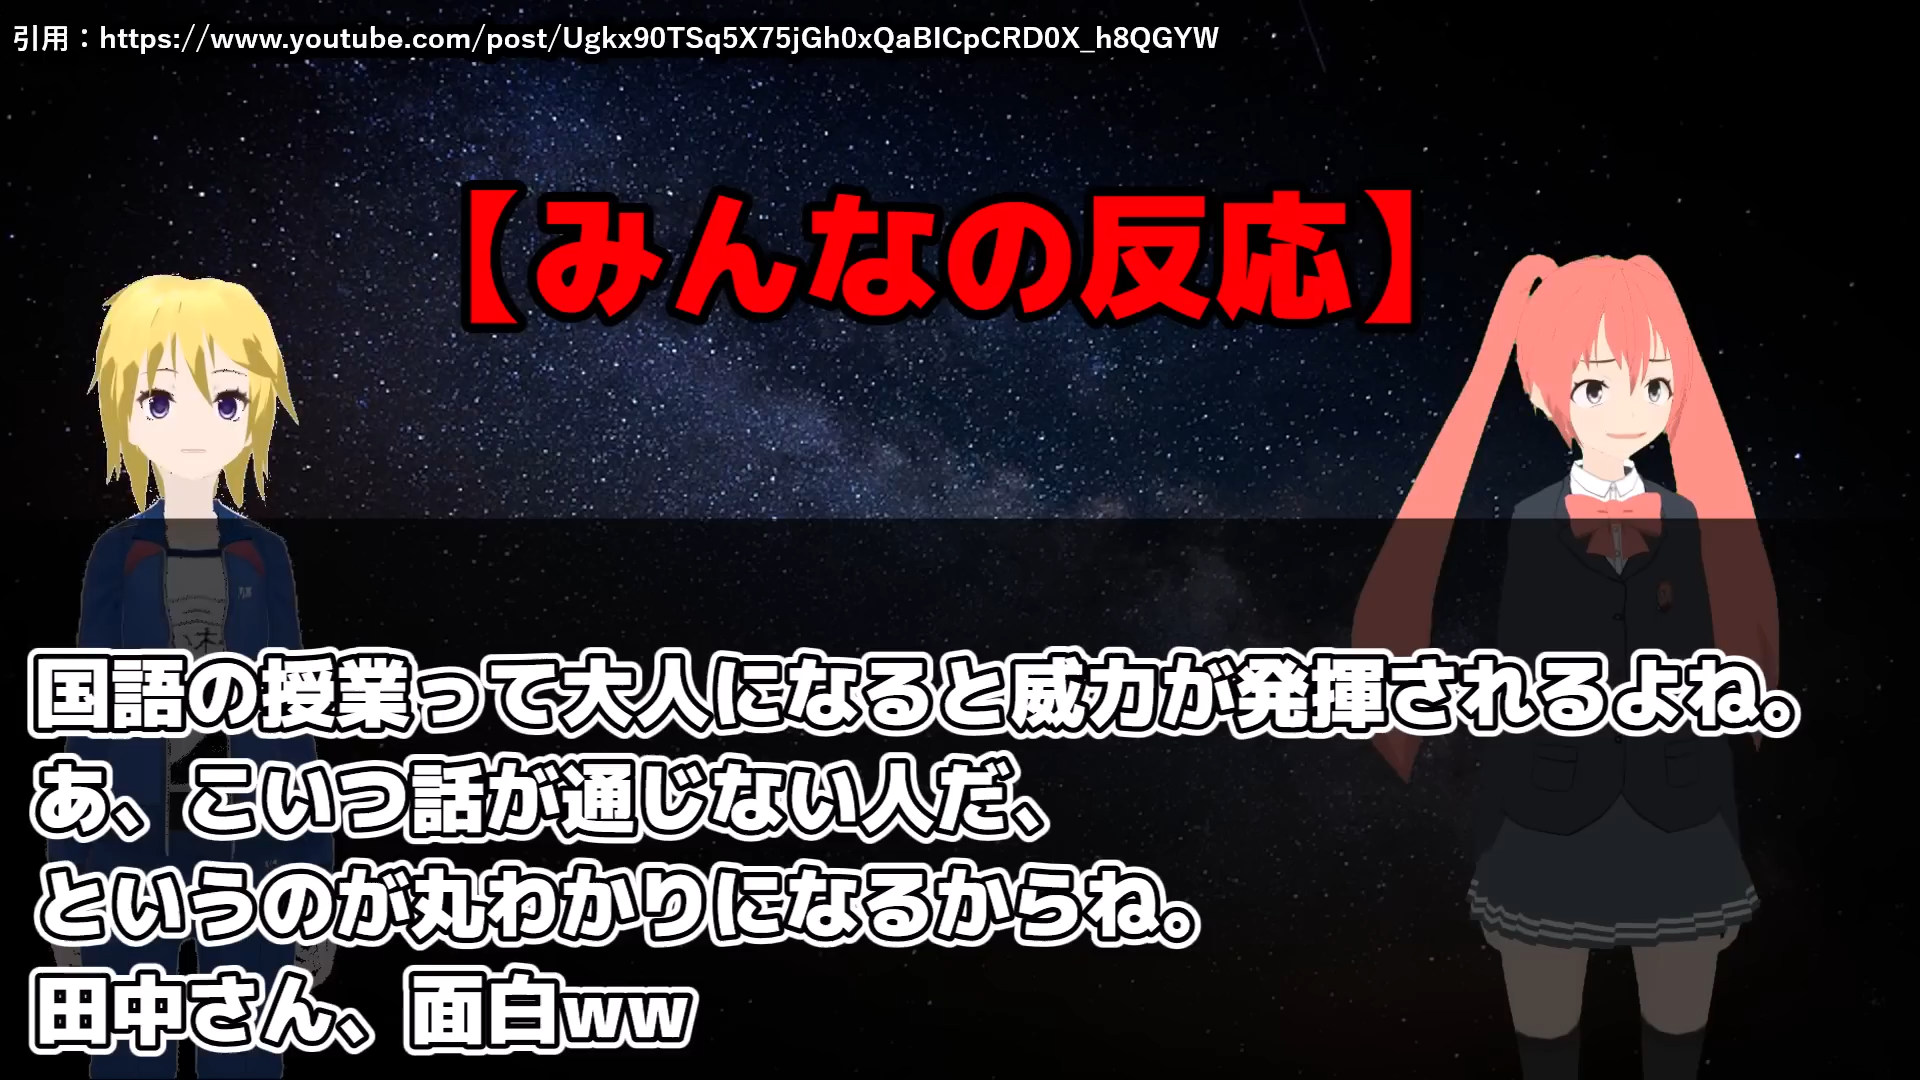 引用：https://www.youtube.com/post/Ugkx90TSq5X75jGh0xQaBICpCRD0X_h8QGYW
【みんなの反応】
国語の授業って大人になると威力が発揮されるよね。
あ、こいつ話が通じない人だ、
というのが丸わかりになるからね。
田中さん、面白ww